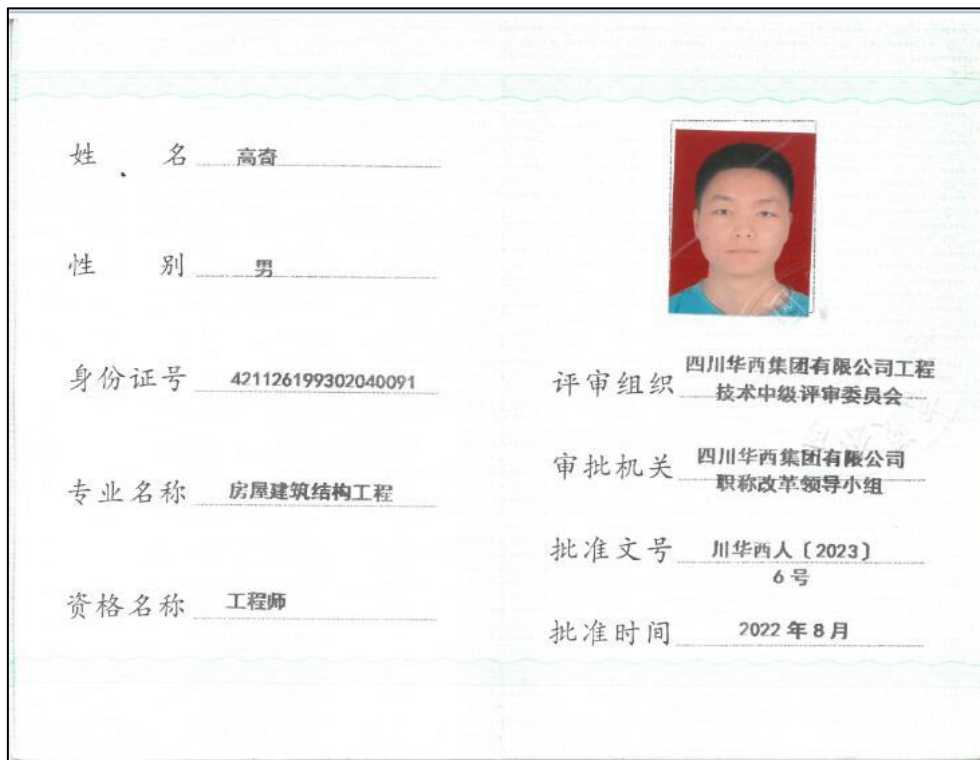 姓名 高奇
性别 男
身份证号 421126199302040091
专业名称 房屋建筑结构工程
资格名称 工程师
评审组织 四川华西集团有限公司工程
技术中级评审委员会
审批机关 四川华西集团有限公司
职称改革领导小组
批准文号 川华西人〔2023〕
6号
批准时间 2022年8月